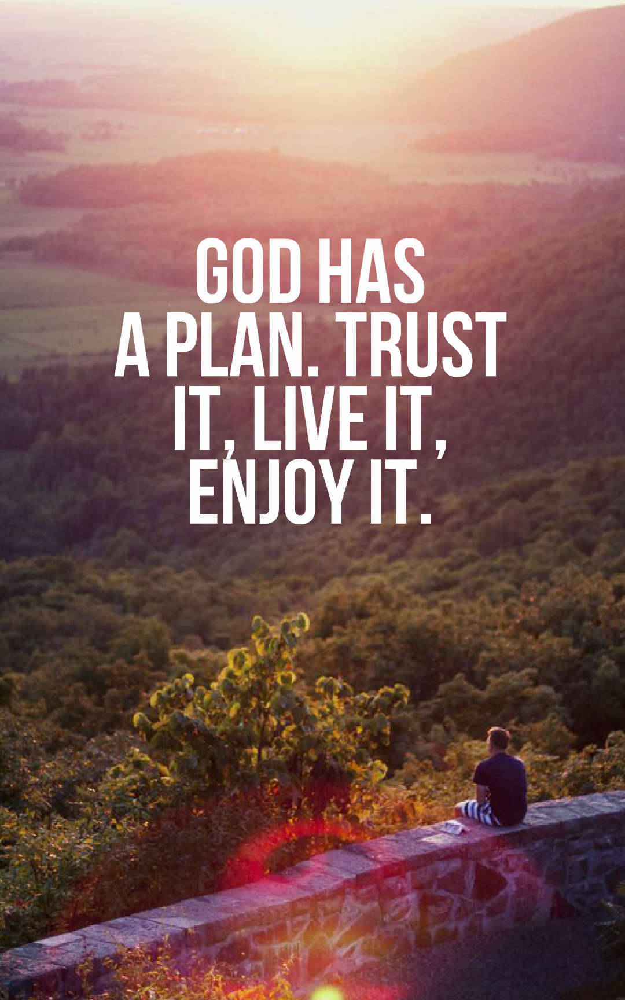 GOD HAS
A PLAN. TRUST
IT, LIVE IT,
ENJOY IT.